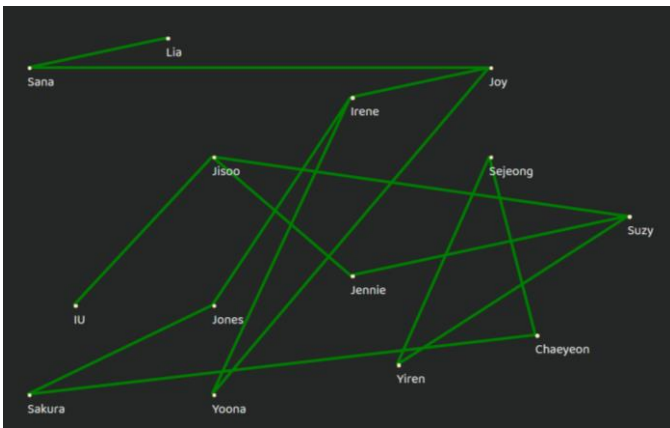 Lia
Sana
Joy
Irene
Jisoo
Sejeong
Suzy
Jennie
IU
Jones
Chaeyeon
Yiren
Sakura
Yoona